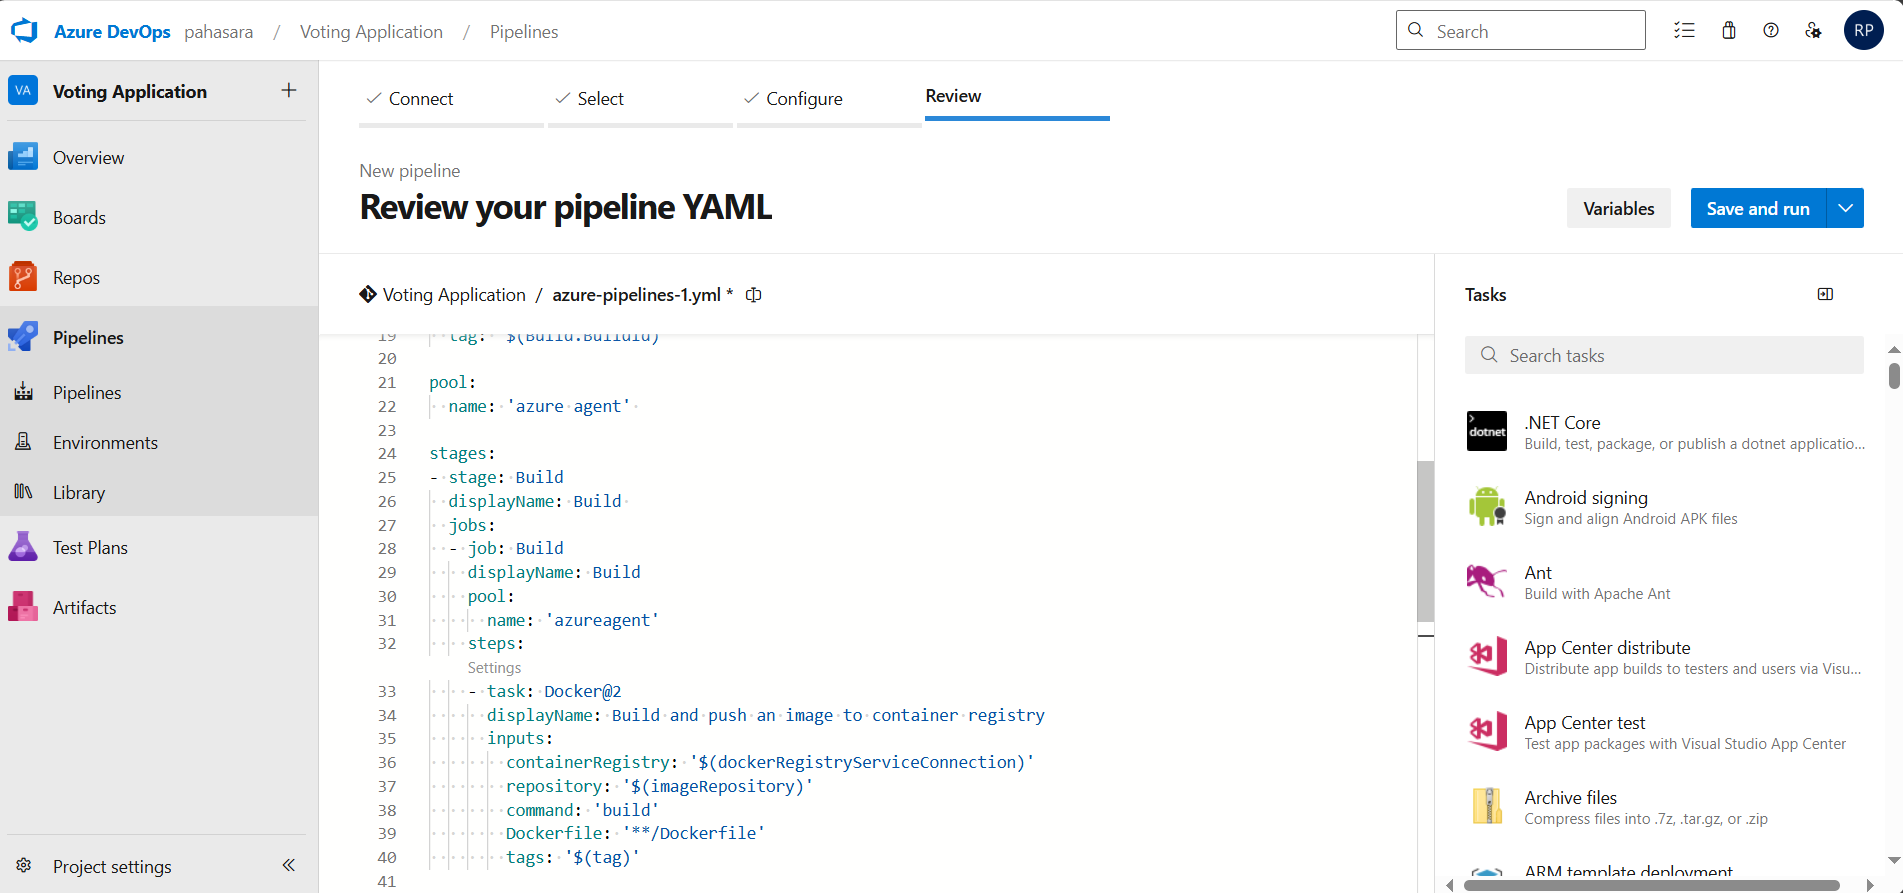 Azure DevOps pahasara / Voting Application / Pipelines
Search
RP
VA Voting Application +
Overview
Boards
Repos
Pipelines
Pipelines
Environments
Library
Test Plans
Artifacts
Project settings
Connect
Select
Configure
Review
New pipeline
Review your pipeline YAML
Variables
Save and run
Voting Application / azure-pipelines-1.yml *
19 tag: '$(Build.BuildId)'
20
21 pool:
22 name: 'azure agent'
23
24 stages:
25 - stage: Build
26 displayName: Build
27 jobs:
28 - job: Build
29 displayName: Build
30 pool:
31 name: 'azureagent'
32 steps:
Settings
33 - task: Docker@2
34 displayName: Build and push an image to container registry
35 inputs:
36 containerRegistry: '$(dockerRegistryServiceConnection)'
37 repository: '$(imageRepository)'
38 command: 'build'
39 Dockerfile: '**/Dockerfile'
40 tags: '$(tag)'
41
Tasks
Search tasks
dotnet
.NET Core
Build, test, package, or publish a dotnet applicatio...
Android signing
Sign and align Android APK files
Ant
Build with Apache Ant
App Center distribute
Distribute app builds to testers and users via Visu...
App Center test
Test app packages with Visual Studio App Center
Archive files
Compress files into .7z, .tar.gz, or .zip
ARM template deployment